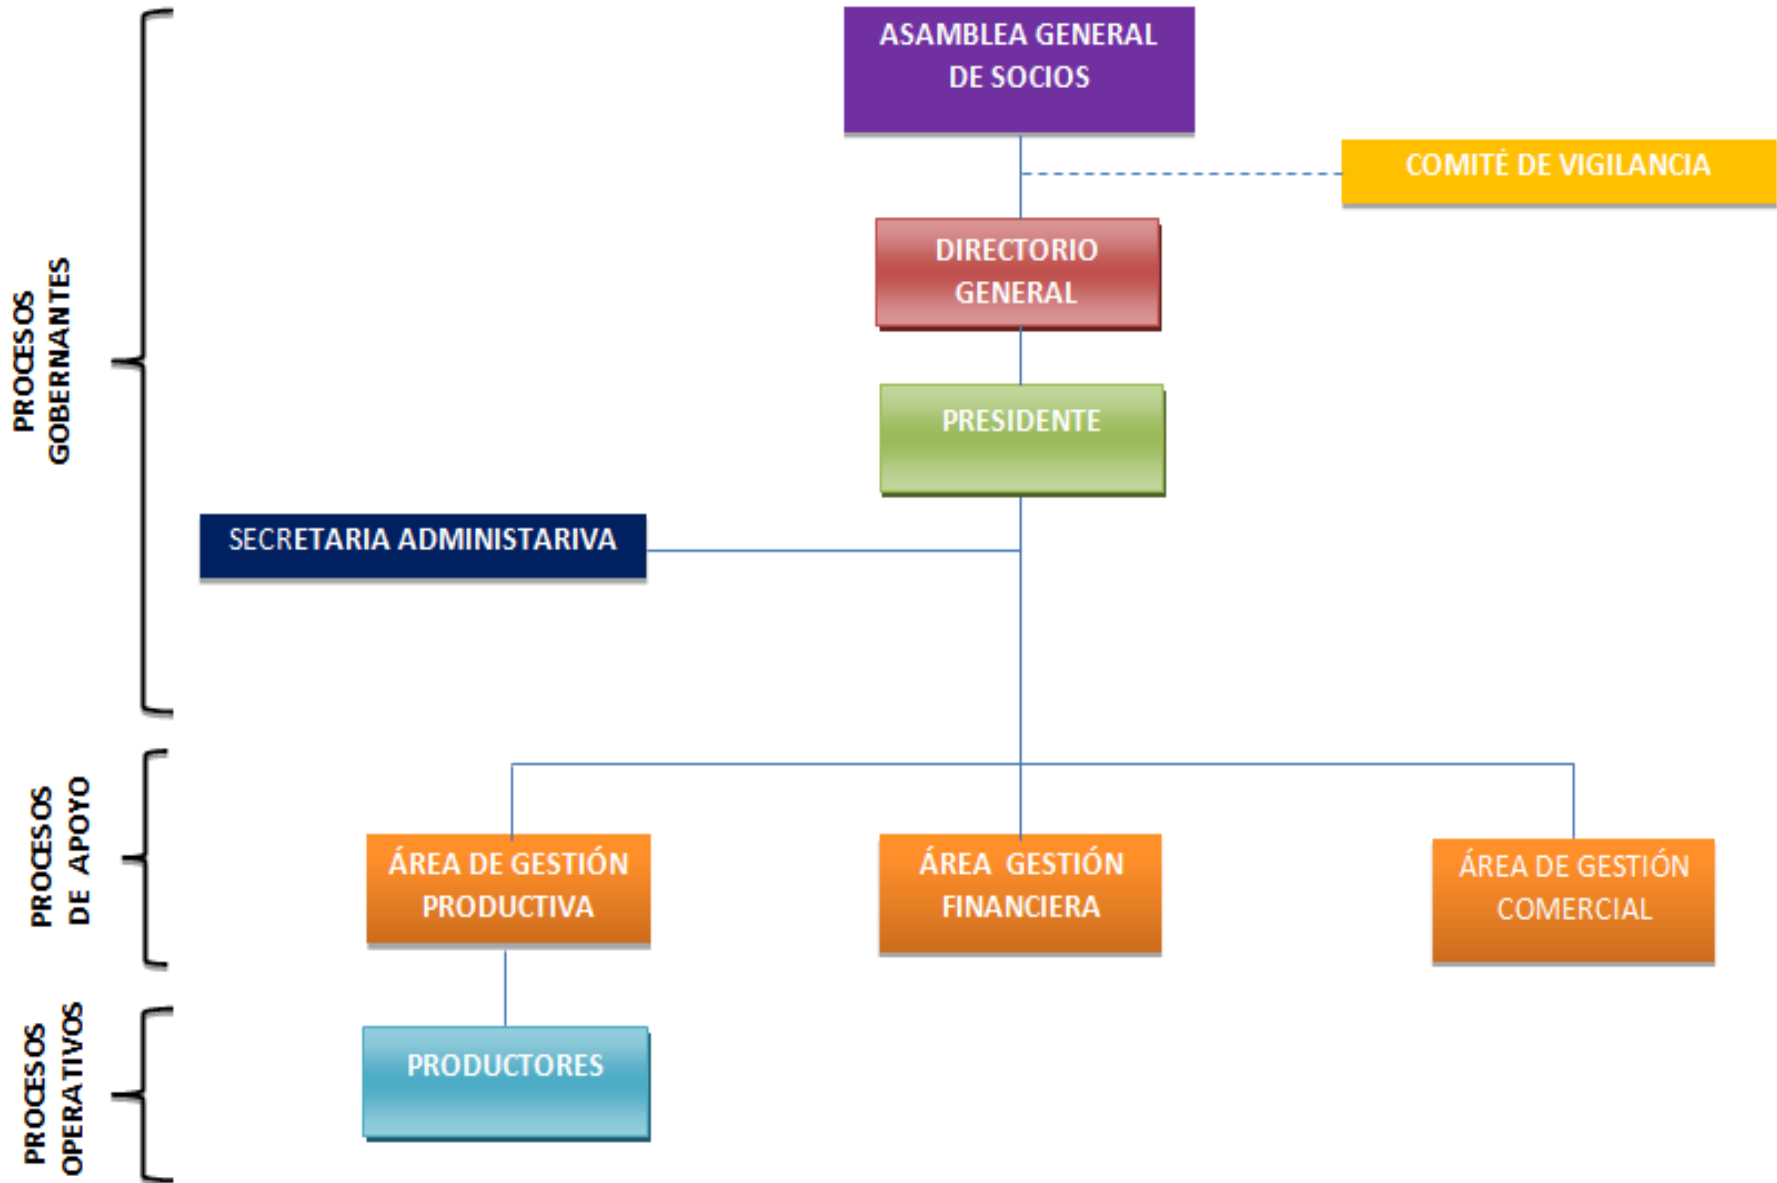 ASAMBLEA GENERAL
DE SOCIOS
COMITÉ DE VIGILANCIA
DIRECTORIO
GENERAL
PROCESOS
GOBERNANTES
PRESIDENTE
SECRETARIA ADMINISTARIVA
PROCESOS
DE APOYO
ÁREA DE GESTIÓN
PRODUCTIVA
ÁREA GESTIÓN
FINANCIERA
ÁREA DE GESTIÓN
COMERCIAL
PROCESOS
OPERATIVOS
PRODUCTORES